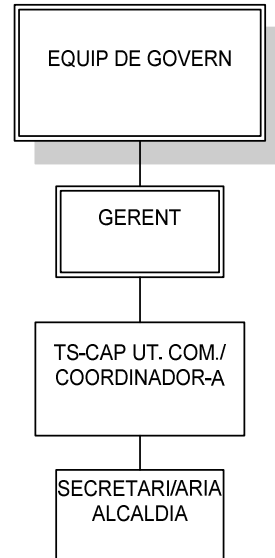 EQUIP DE GOVERN
GERENT
TS-CAP UT. COM./
COORDINADOR-A
SECRETARI/ARIA
ALCALDIA